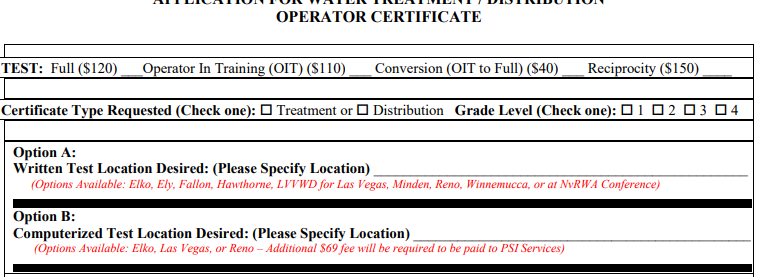 APPLICATION FOR WATER TREATMENT / DISTRIBUTION
OPERATOR CERTIFICATE
TEST: Full ($120) ___Operator In Training (OIT) ($110) ___ Conversion (OIT to Full) ($40) ___ Reciprocity ($150) ____
Certificate Type Requested (Check one): ☐ Treatment or ☐ Distribution Grade Level (Check one): ☐ 1 ☐ 2 ☐ 3 ☐ 4
Option A:
Written Test Location Desired: (Please Specify Location) ___
(Options Available: Elko, Ely, Fallon, Hawthorne, LVVWD for Las Vegas, Minden, Reno, Winnemucca, or at NvRWA Conference)
Option B:
Computerized Test Location Desired: (Please Specify Location) ___
(Options Available: Elko, Las Vegas, or Reno – Additional $69 fee will be required to be paid to PSI Services)